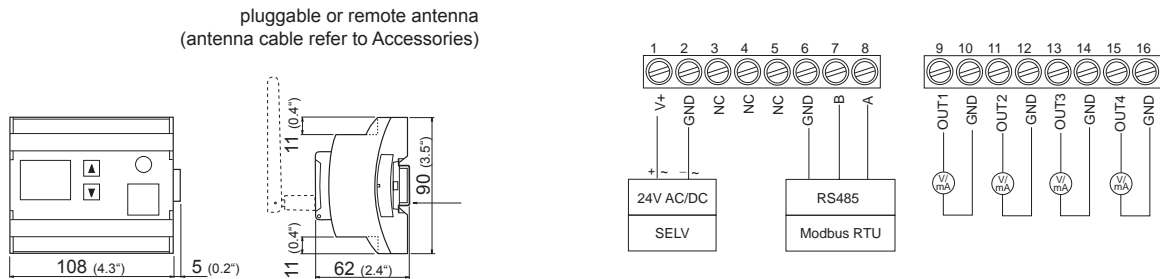 pluggable or remote antenna
(antenna cable refer to Accessories)
11 (0.4“)
90 (3.5“)
11 (0.4“)
108 (4.3“)
5 (0.2“)
62 (2.4“)
1 2 3 4 5 6 7 8
V+ GND NC NC NC GND B A
+ ~ – ~
24V AC/DC
SELV
RS485
Modbus RTU
9 10 11 12 13 14 15 16
OUT1 GND OUT2 GND OUT3 GND OUT4 GND
V/
mA
V/
mA
V/
mA
V/
mA